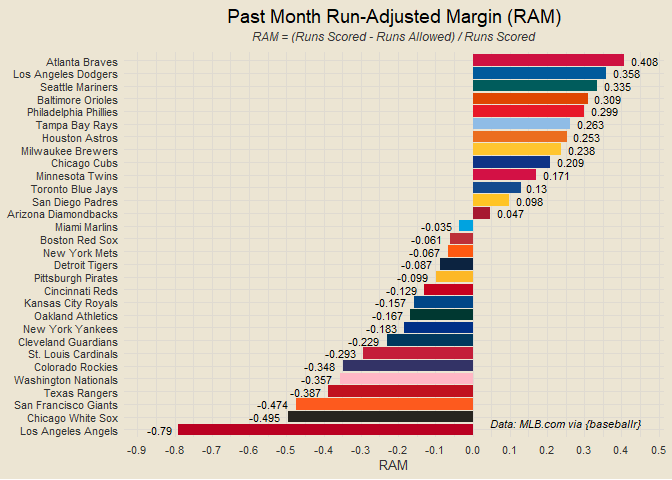 Past Month Run-Adjusted Margin (RAM)
RAM = (Runs Scored - Runs Allowed) / Runs Scored
Atlanta Braves 0.408
Los Angeles Dodgers 0.358
Seattle Mariners 0.335
Baltimore Orioles 0.309
Philadelphia Phillies 0.299
Tampa Bay Rays 0.263
Houston Astros 0.253
Milwaukee Brewers 0.238
Chicago Cubs 0.209
Minnesota Twins 0.171
Toronto Blue Jays 0.13
San Diego Padres 0.098
Arizona Diamondbacks 0.047
Miami Marlins -0.035
Boston Red Sox -0.061
New York Mets -0.067
Detroit Tigers -0.087
Pittsburgh Pirates -0.099
Cincinnati Reds -0.129
Kansas City Royals -0.157
Oakland Athletics -0.167
New York Yankees -0.183
Cleveland Guardians -0.229
St. Louis Cardinals -0.293
Colorado Rockies -0.348
Washington Nationals -0.357
Texas Rangers -0.387
San Francisco Giants -0.474
Chicago White Sox -0.495
Los Angeles Angels -0.79
Data: MLB.com via {baseballr}
-0.9 -0.8 -0.7 -0.6 -0.5 -0.4 -0.3 -0.2 -0.1 0.0 0.1 0.2 0.3 0.4 0.5
RAM